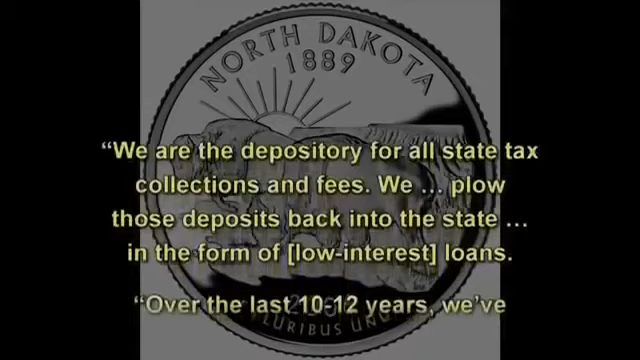 NORTH DAKOTA
1889
“We are the depository for all state tax
collections and fees. We … plow
those deposits back into the state …
in the form of [low-interest] loans.
“Over the last 10-12 years, we’ve
PLURIBUS UNUM